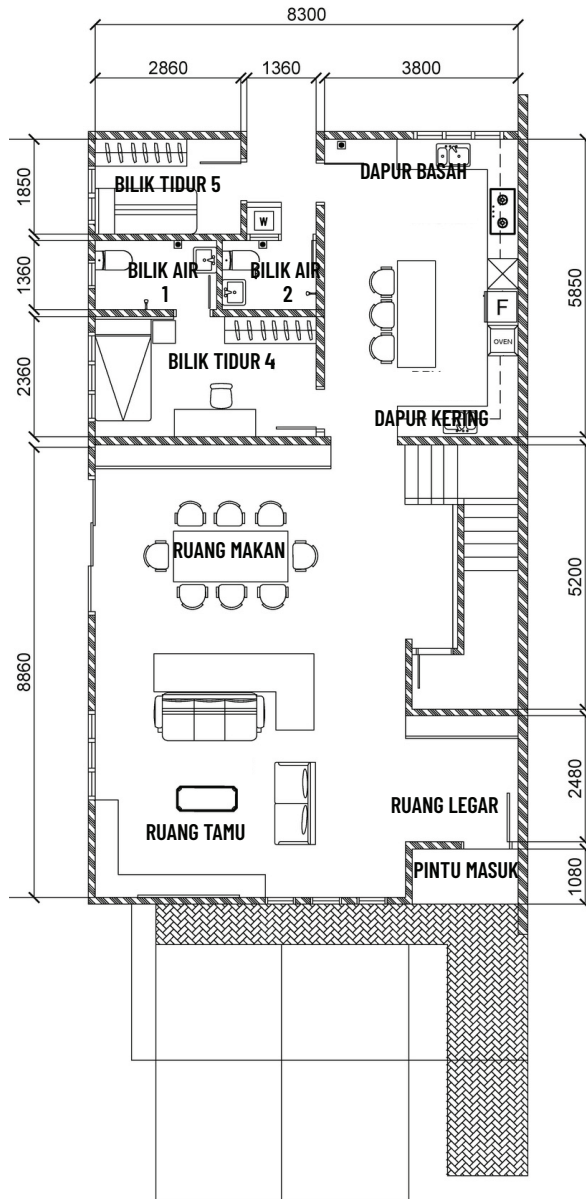 8300
2860
1360
3800
1850
1360
2360
8860
5850
5200
2480
1080
BILIK TIDUR 5
DAPUR BASAH
W
BILIK AIR
1
BILIK AIR
2
F
OVEN
BILIK TIDUR 4
DAPUR KERING
RUANG MAKAN
RUANG TAMU
RUANG LEGAR
PINTU MASUK